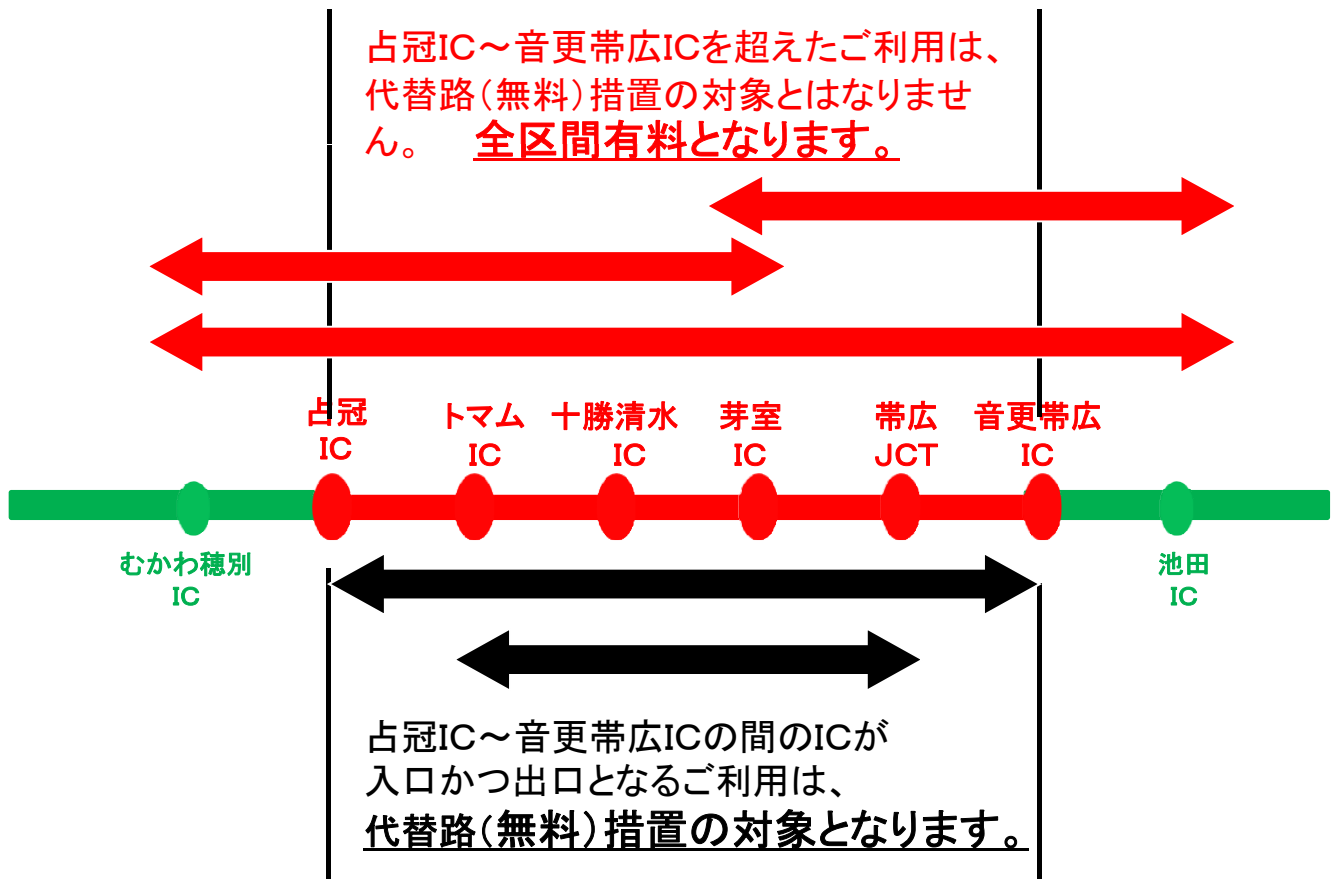 占冠IC～音更帯広ICを超えたご利用は、
代替路（無料）措置の対象とはなりませ
ん。　全区間有料となります。
占冠
IC
トマム
IC
十勝清水
IC
芽室
IC
帯広
JCT
音更帯広
IC
むかわ穂別
IC
池田
IC
占冠IC～音更帯広ICの間のICが
入口かつ出口となるご利用は、
代替路（無料）措置の対象となります。